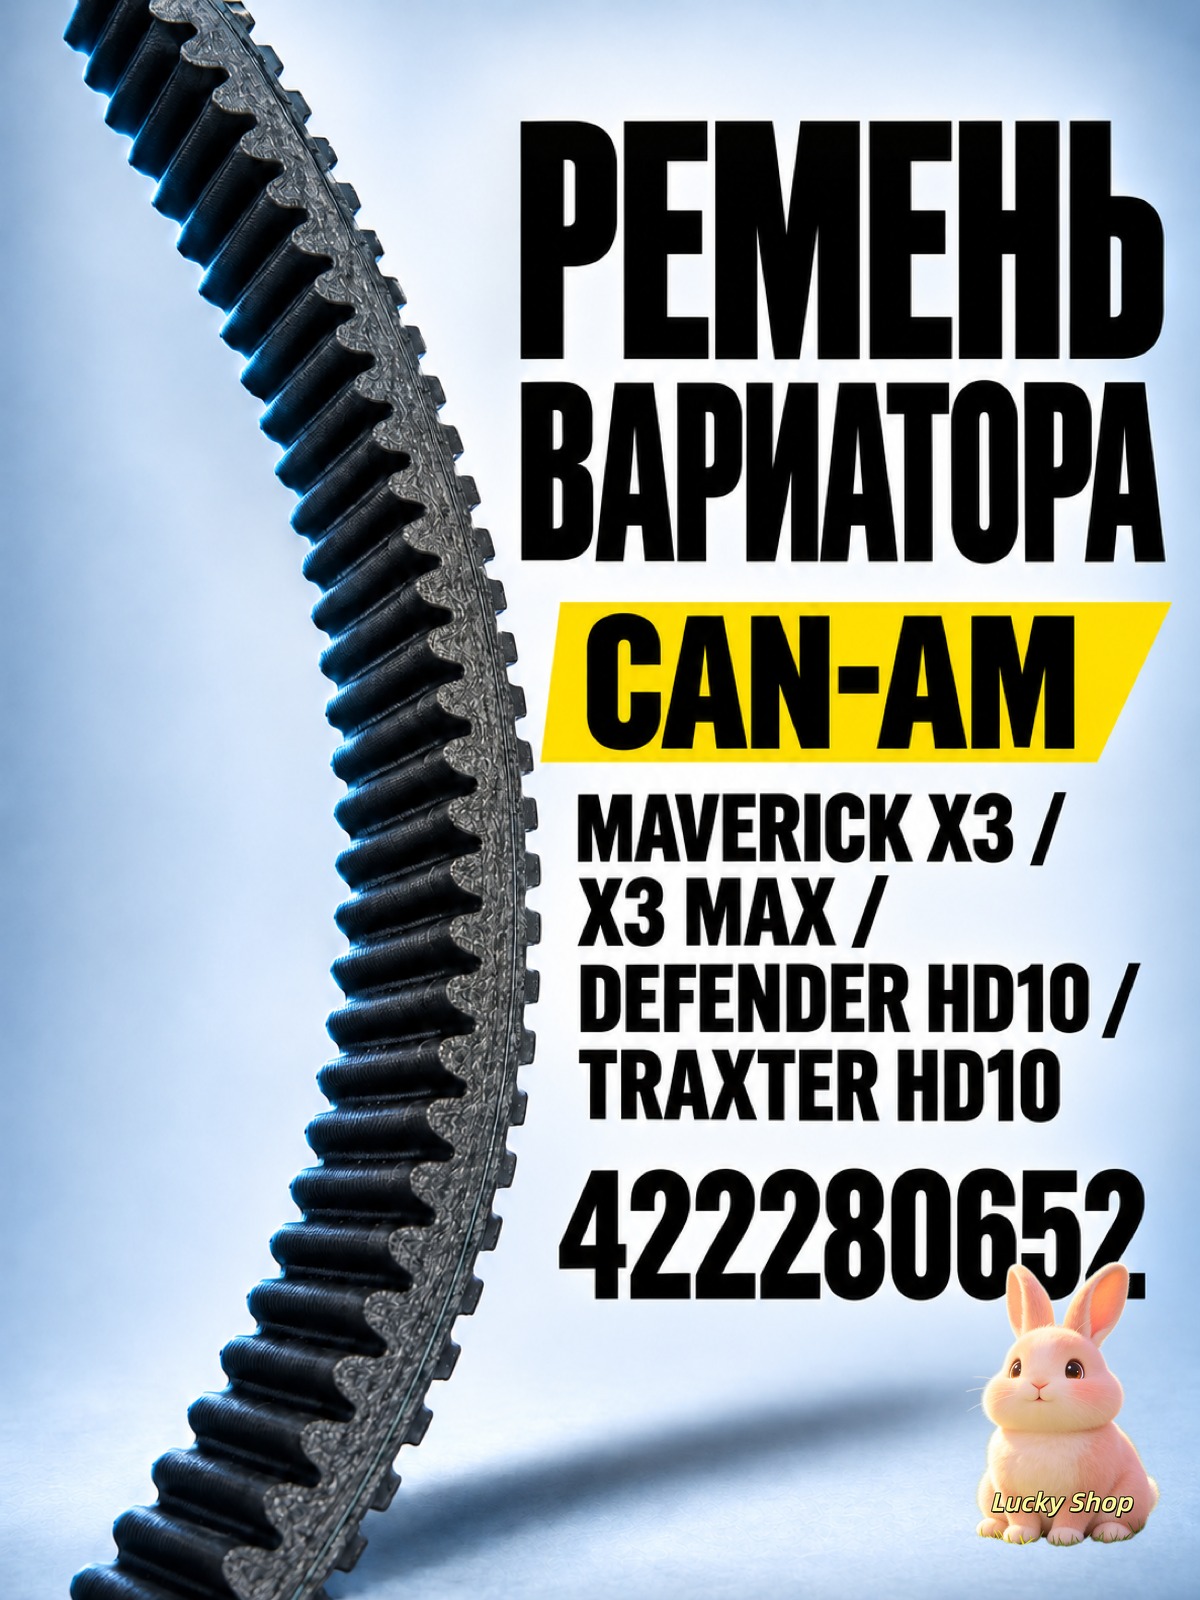 РЕМЕНЬ
ВАРИАТОРА
CAN-AM
MAVERICK X3 /
X3 MAX /
DEFENDER HD10 /
TRAXTER HD10
422280652
Lucky Shop